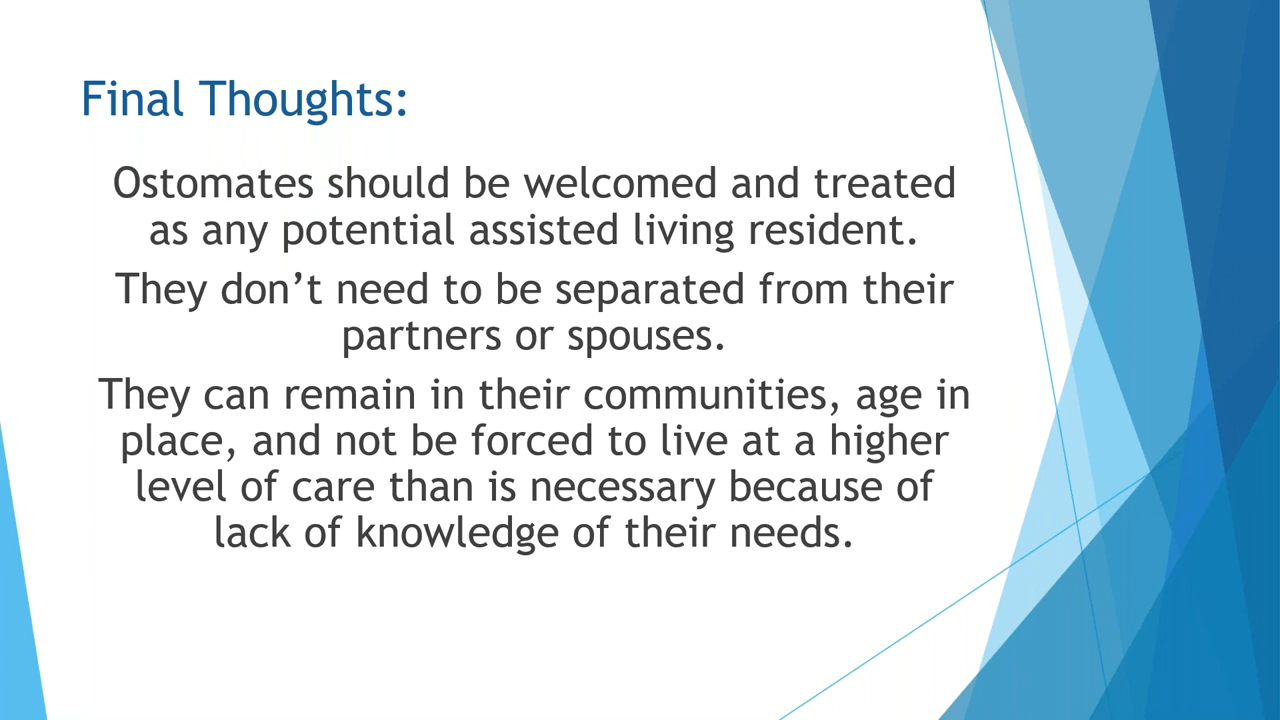 Final Thoughts:
Ostomates should be welcomed and treated
as any potential assisted living resident.
They don’t need to be separated from their
partners or spouses.
They can remain in their communities, age in
place, and not be forced to live at a higher
level of care than is necessary because of
lack of knowledge of their needs.